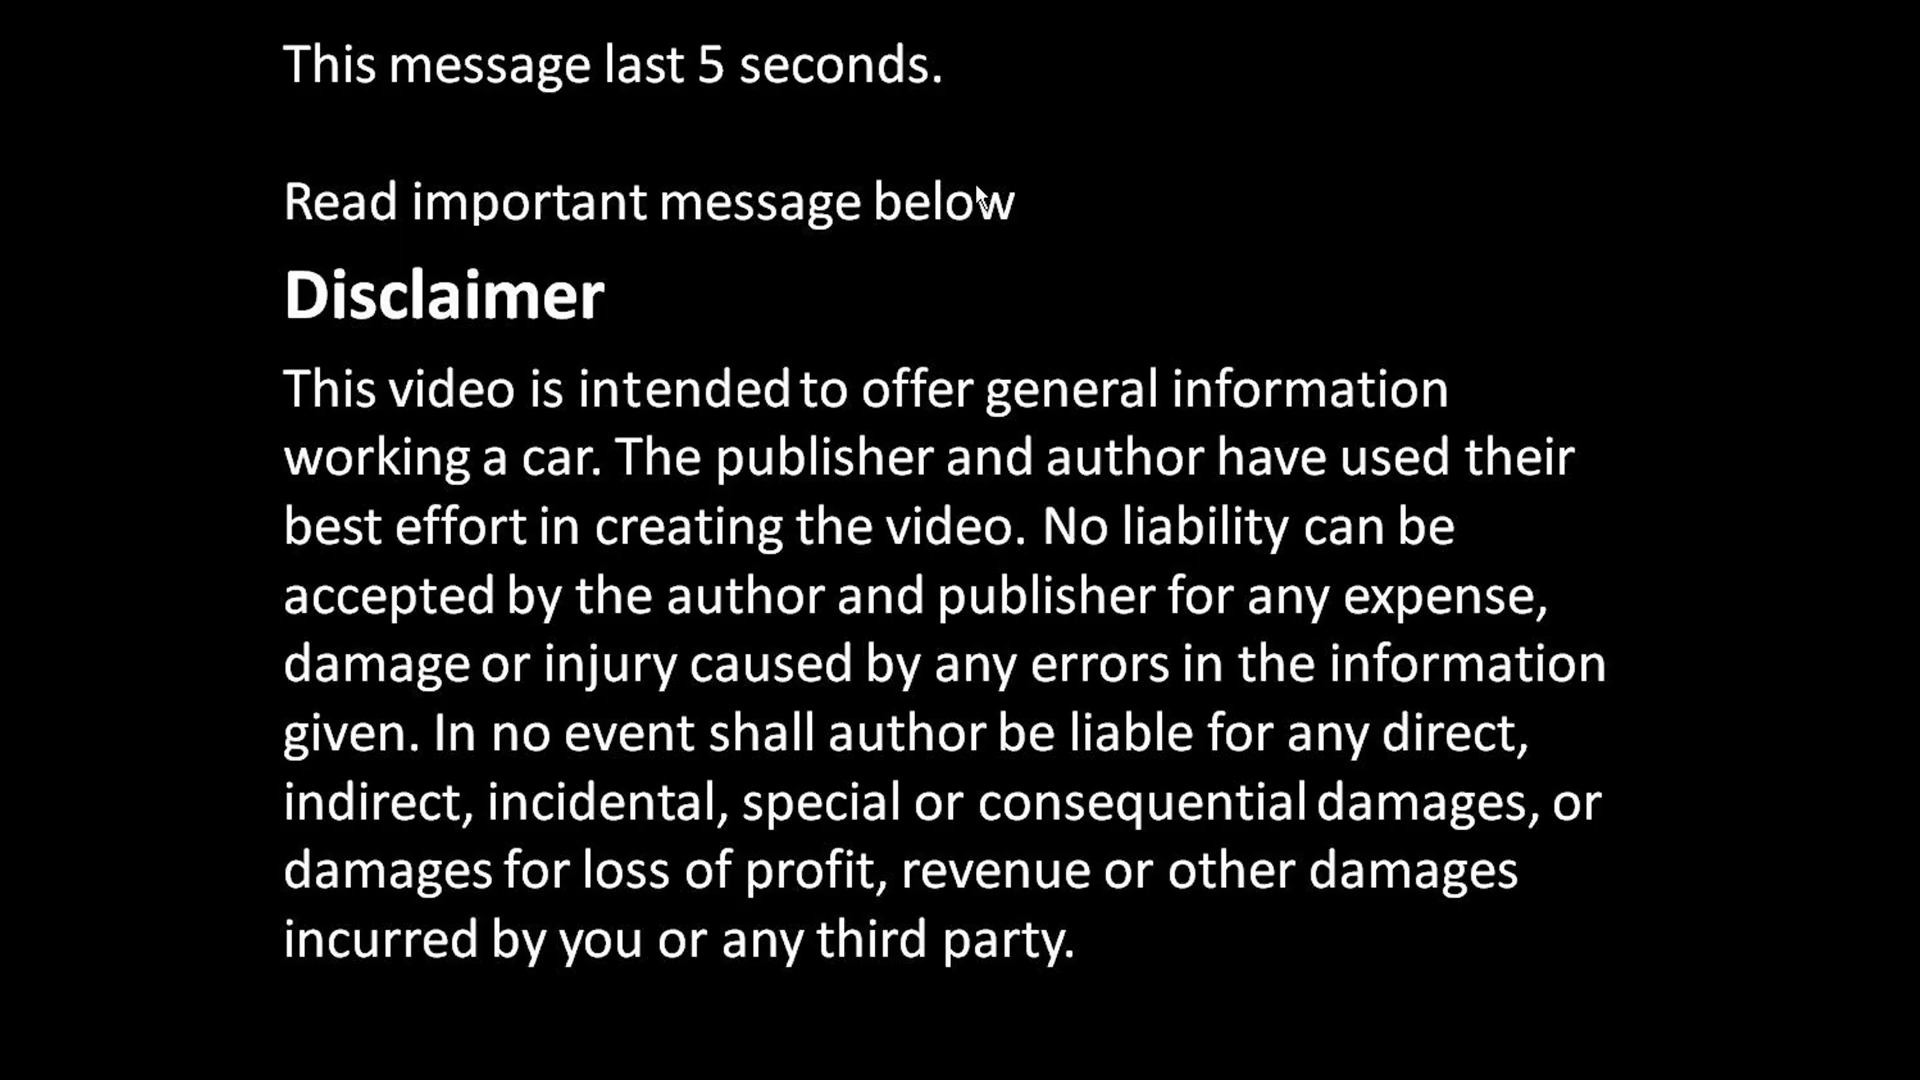 This message last 5 seconds.
Read important message below
Disclaimer
This video is intended to offer general information
working a car. The publisher and author have used their
best effort in creating the video. No liability can be
accepted by the author and publisher for any expense,
damage or injury caused by any errors in the information
given. In no event shall author be liable for any direct,
indirect, incidental, special or consequential damages, or
damages for loss of profit, revenue or other damages
incurred by you or any third party.